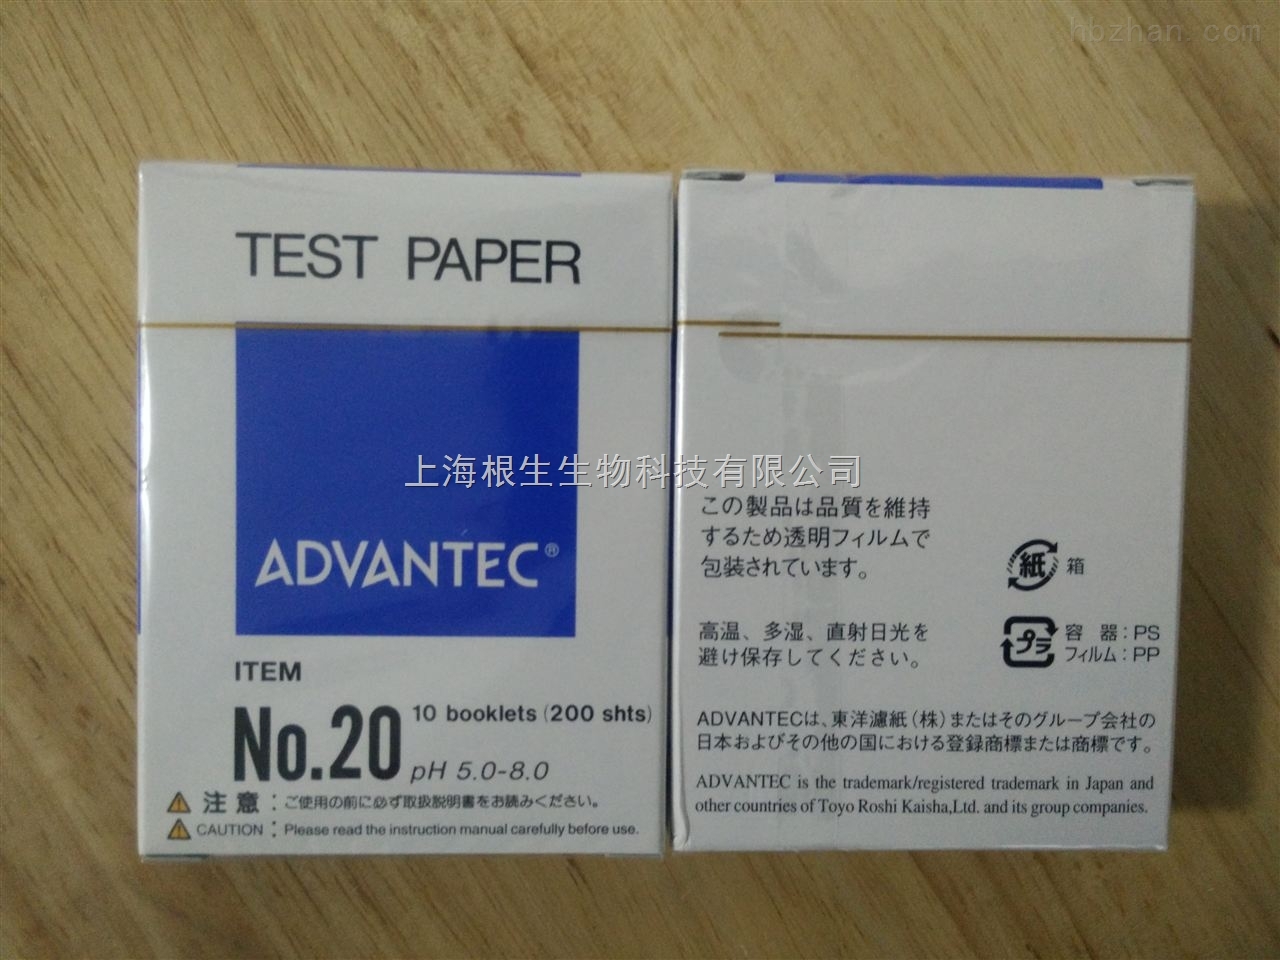 hbzhan.com
TEST PAPER
上海根生生物科技有限公司
ADVANTEC®
ITEM
No.20
10 booklets (200 shts)
pH 5.0-8.0
注意：ご使用の前に必ず取扱説明書をお読みください。
CAUTION : Please read the instruction manual carefully before use.
この製品は品質を維持
するため透明フィルムで
包装されています。
高温、多湿、直射日光を
避け保存してください。
紙 箱
プラ
容 器：PS
フィルム：PP
ADVANTECは、東洋濾紙（株）またはそのグループ会社の
日本およびその他の国における登録商標または商標です。
ADVANTEC is the trademark/registered trademark in Japan and
other countries of Toyo Roshi Kaisha,Ltd. and its group companies.